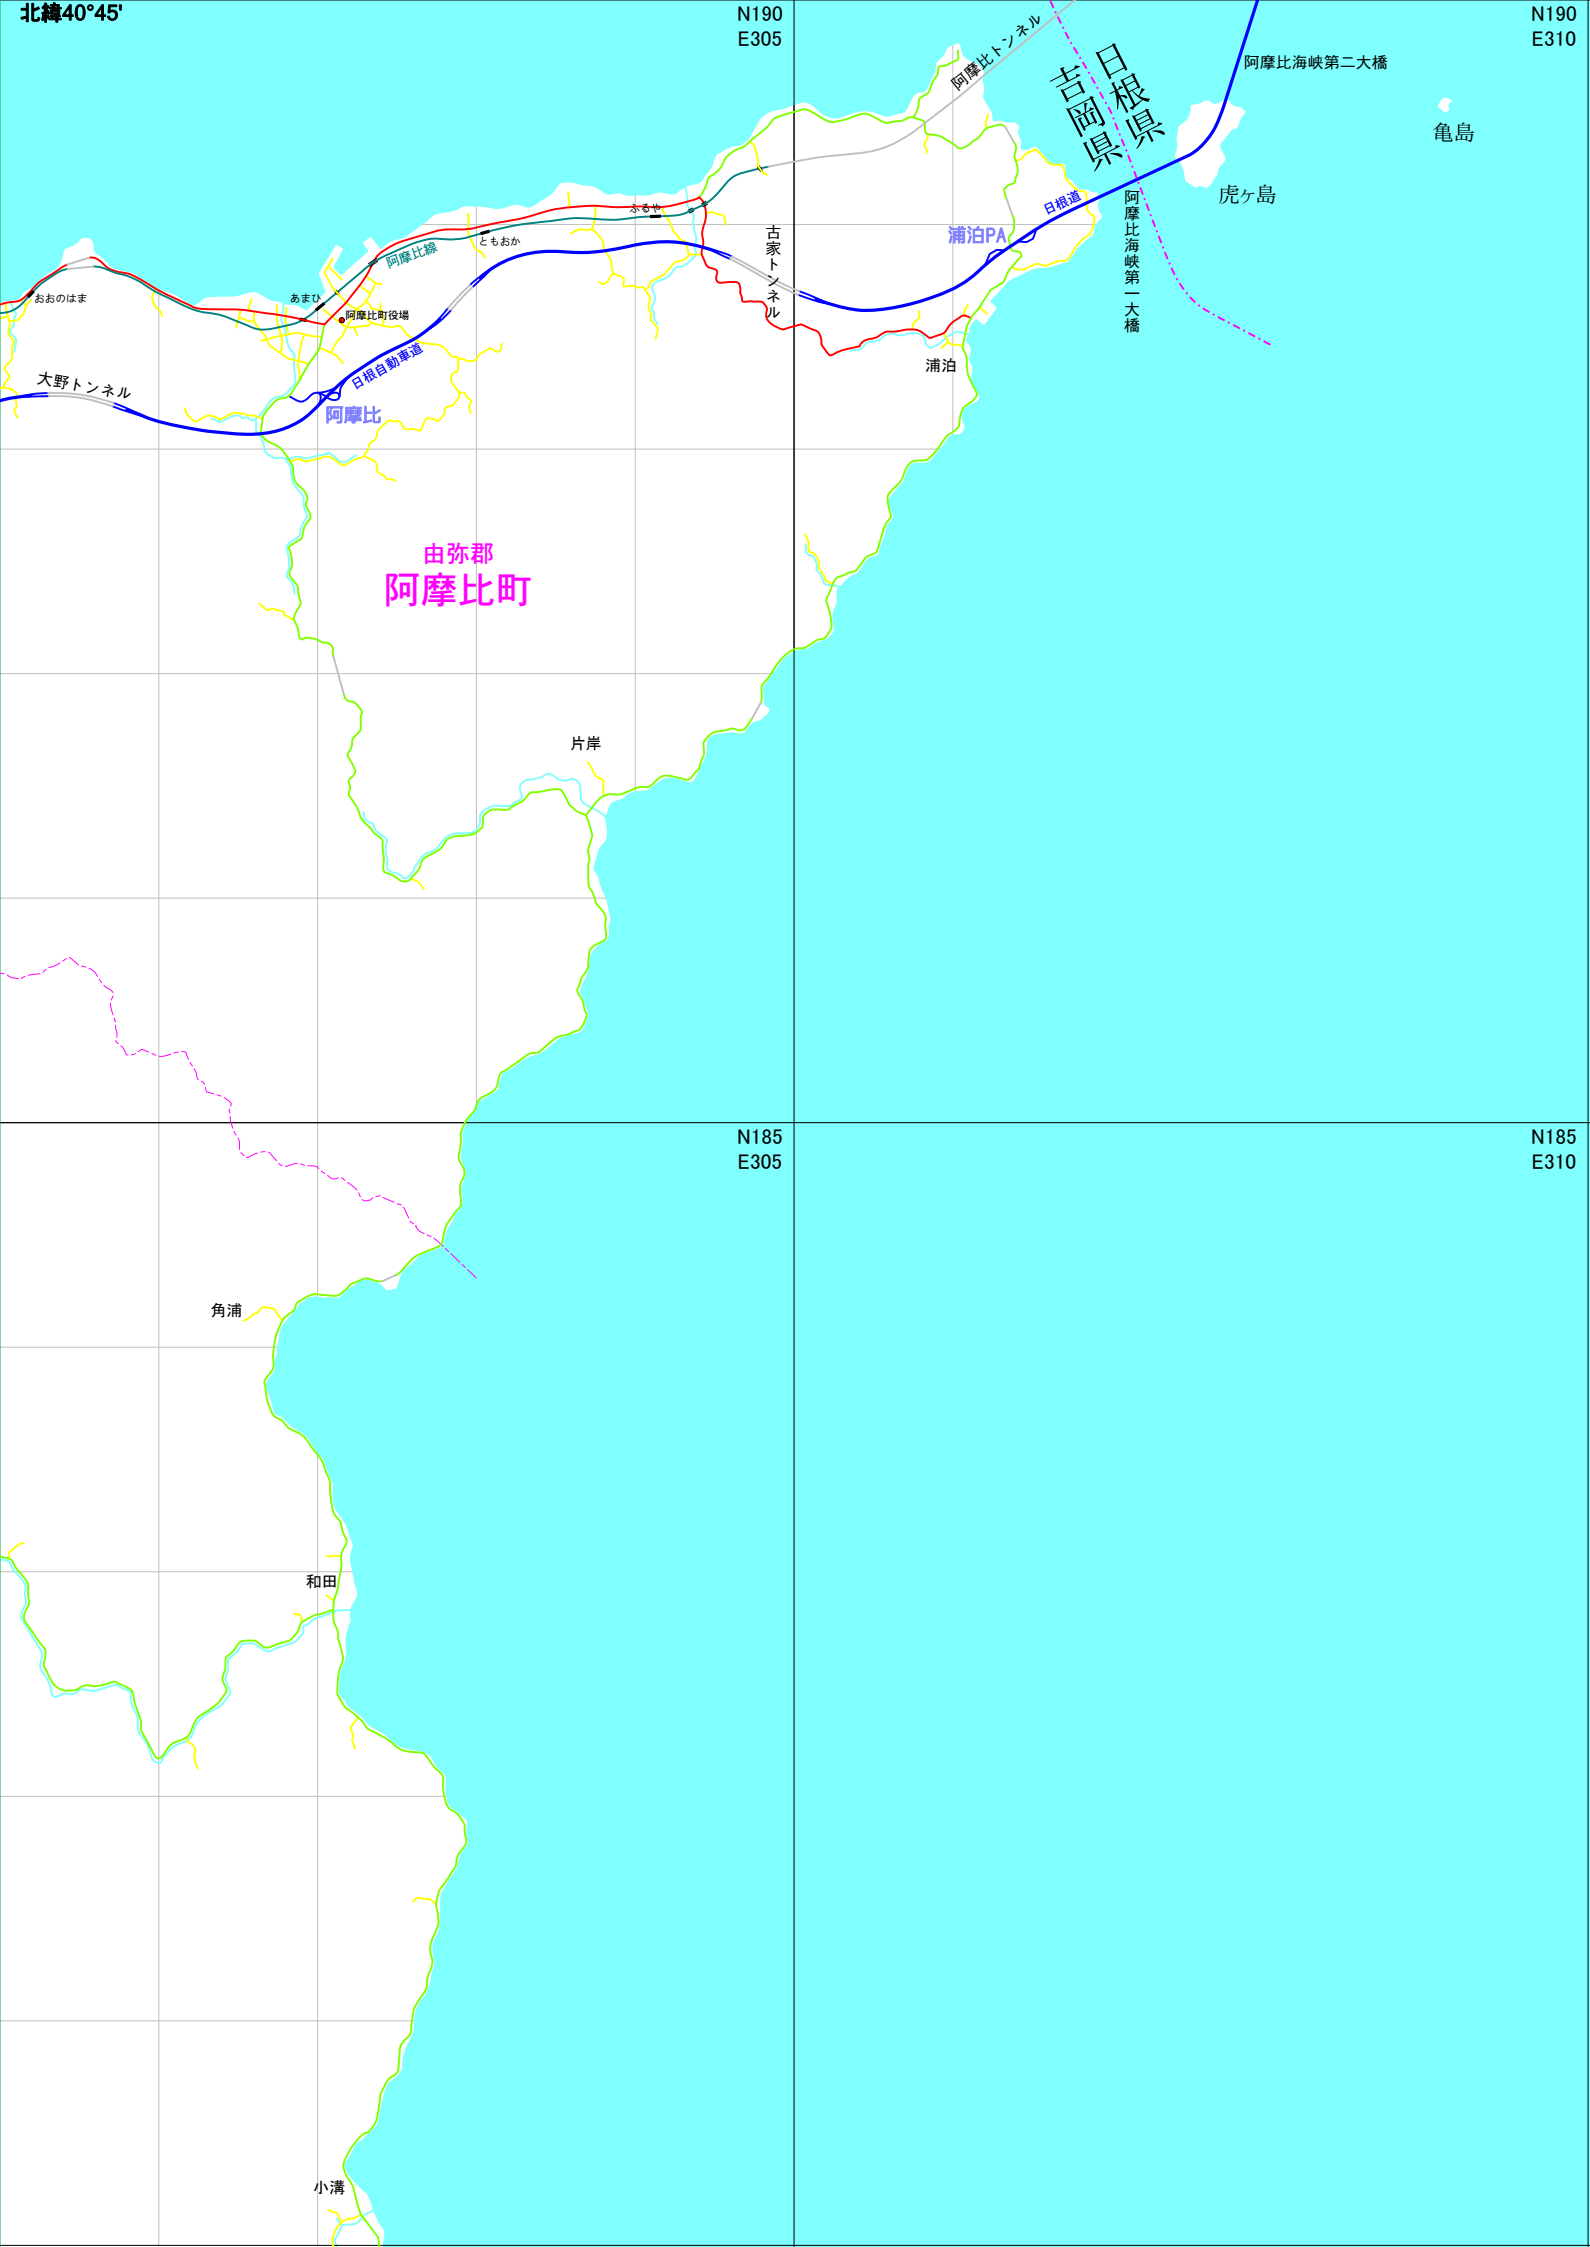 北緯40°45'
N190
E305
N190
E310
阿摩比トンネル
日根県
吉岡県
阿摩比海峡第二大橋
亀島
虎ヶ島
日根道
阿摩比海峡第一大橋
浦泊PA
古家トンネル
ふるや
ともおか
阿摩比線
おおのはま
あまひ
阿摩比町役場
日根自動車道
大野トンネル
阿摩比
浦泊
由弥郡
阿摩比町
片岸
N185
E305
N185
E310
角浦
和田
小溝